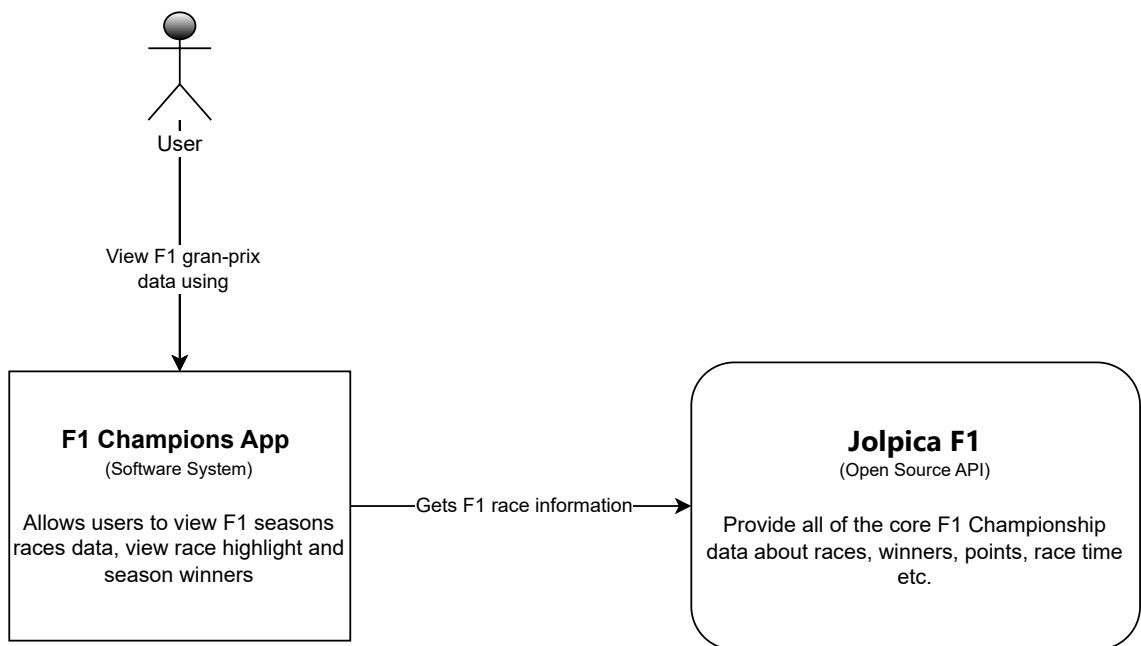 User
View F1 gran-prix
data using
F1 Champions App
(Software System)
Allows users to view F1 seasons
races data, view race highlight and
season winners
Gets F1 race information
Jolpica F1
(Open Source API)
Provide all of the core F1 Championship
data about races, winners, points, race time
etc.